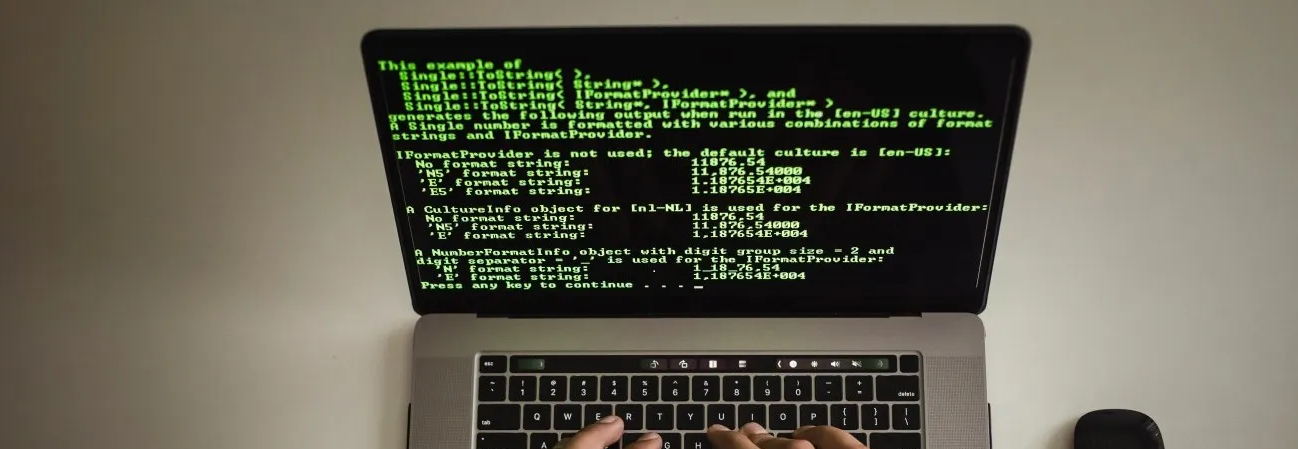 This example of
Single::ToString( ),
Single::ToString( String* ),
Single::ToString( IFormatProvider* ), and
Single::ToString( String*, IFormatProvider* )
generates the following output when run in the [en-US] culture.
A Single number is formatted with various combinations of format
strings and IFormatProvider.
IFormatProvider is not used; the default culture is [en-US]:
No format string: 11876.54
'N5' format string: 11,876.54000
'E' format string: 1.187654E+004
'E5' format string: 1.18765E+004
A CultureInfo object for [nl-NL] is used for the IFormatProvider:
No format string: 11876,54
'N5' format string: 11.876,54000
'E' format string: 1,187654E+004
A NumberFormatInfo object with digit group size = 2 and
digit separator = '_' is used for the IFormatProvider:
'N' format string: 1_18_76.54
'E' format string: 1.187654E+004
Press any key to continue . . . _
esc
~ ! @ # $ % ^ & * ( ) _ +
` 1 2 3 4 5 6 7 8 9 0 - = delete
tab Q W E R T Y U I O P { [ } ] | \
A G H